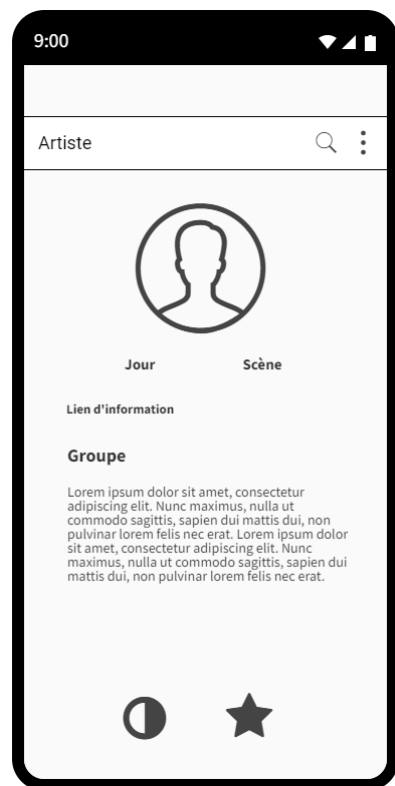 9:00
Artiste
Jour Scène
Lien d'information
Groupe
Lorem ipsum dolor sit amet, consectetur
adipiscing elit. Nunc maximus, nulla ut
commodo sagittis, sapien dui mattis dui, non
pulvinar lorem felis nec erat. Lorem ipsum dolor
sit amet, consectetur adipiscing elit. Nunc
maximus, nulla ut commodo sagittis, sapien dui
mattis dui, non pulvinar lorem felis nec erat.